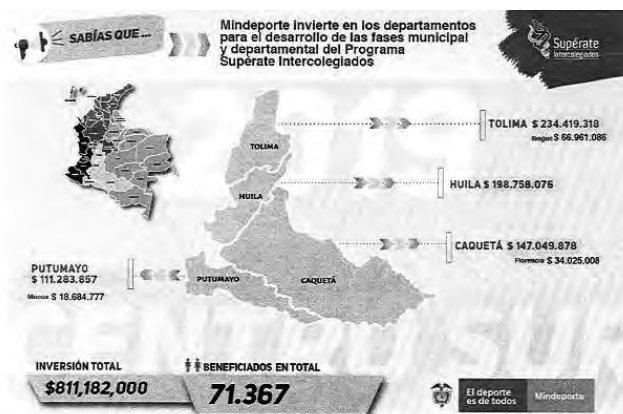 SABÍAS QUE...
Mindeporte invierte en los departamentos
para el desarrollo de las fases municipal
y departamental del Programa
Supérate Intercolegiados
Supérate
Intercolegiados
TOLIMA $ 234.419.318
Ibagué $ 66.961.086
TOLIMA
HUILA
HUILA $ 198.758.076
CAQUETÁ $ 147.049.878
Florencia $ 34.025.008
PUTUMAYO
$ 111.283.857
Mocoa $ 18.684.777
PUTUMAYO
CAQUETÁ
CENTRO SUR
INVERSIÓN TOTAL
$811,182,000
BENEFICIADOS EN TOTAL
71.367
El deporte
es de todos
Mindeporte